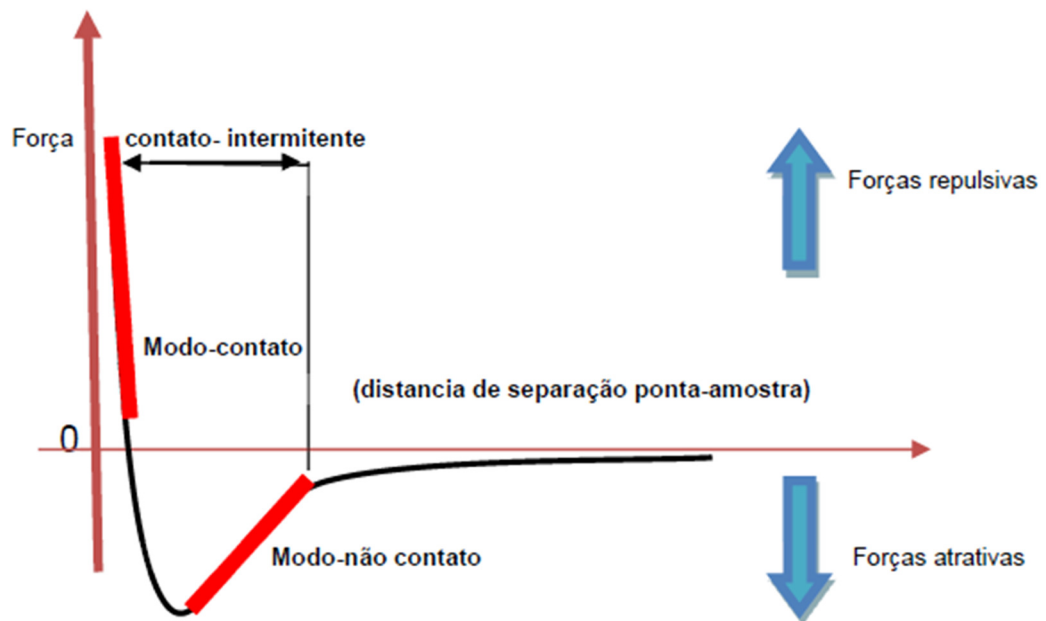 Força
contato- intermitente
Forças repulsivas
Modo-contato
(distancia de separação ponta-amostra)
0
Modo-não contato
Forças atrativas